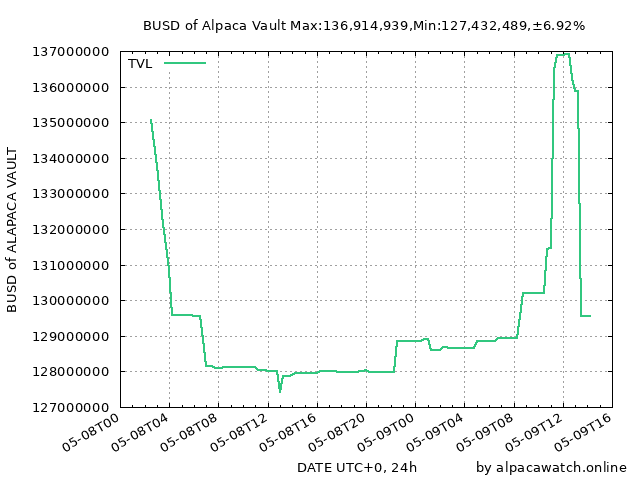 BUSD of Alpaca Vault Max:136,914,939,Min:127,432,489,±6.92%
TVL
137000000
136000000
135000000
134000000
133000000
132000000
131000000
130000000
129000000
128000000
127000000
BUSD of ALAPACA VAULT
05-08T00
05-08T04
05-08T08
05-08T12
05-08T16
05-08T20
05-09T00
05-09T04
05-09T08
05-09T12
05-09T16
DATE UTC+0, 24h
by alpacawatch.online